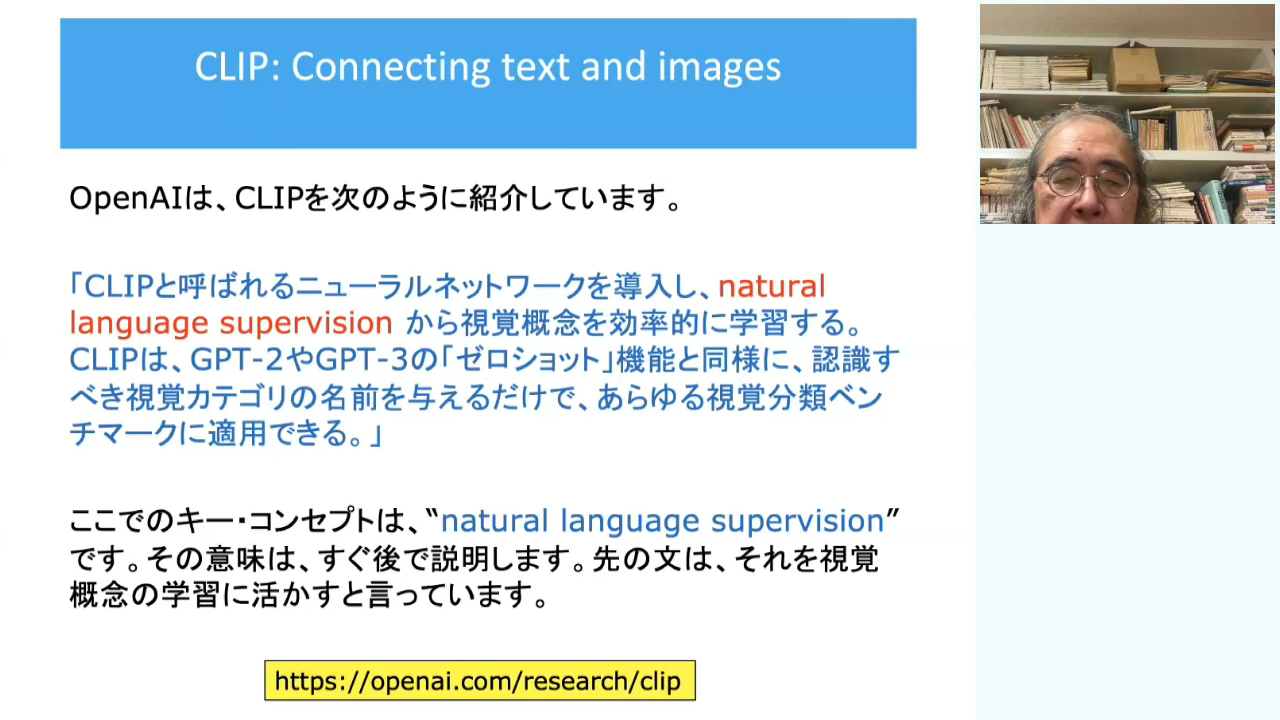 CLIP: Connecting text and images
OpenAIは、CLIPを次のように紹介しています。
「CLIPと呼ばれるニューラルネットワークを導入し、natural
language supervision から視覚概念を効率的に学習する。
CLIPは、GPT-2やGPT-3の「ゼロショット」機能と同様に、認識す
べき視覚カテゴリの名前を与えるだけで、あらゆる視覚分類ベン
チマークに適用できる。」
ここでのキー・コンセプトは、“natural language supervision”
です。その意味は、すぐ後で説明します。先の文は、それを視覚
概念の学習に活かすと言っています。
https://openai.com/research/clip